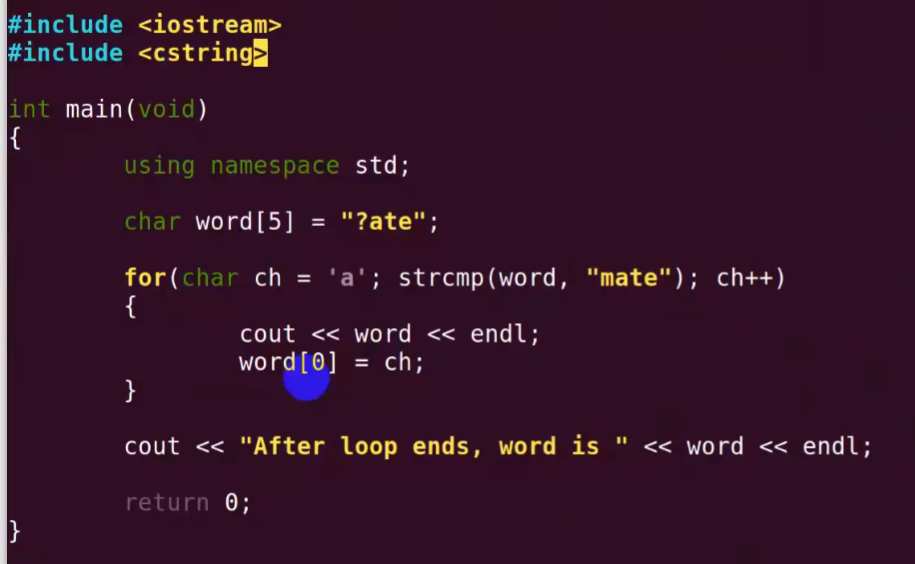 #include <iostream>
#include <cstring>
int main(void)
{
using namespace std;
char word[5] = "?ate";
for(char ch = 'a'; strcmp(word, "mate"); ch++)
{
cout << word << endl;
word[0] = ch;
}
cout << "After loop ends, word is " << word << endl;
return 0;
}